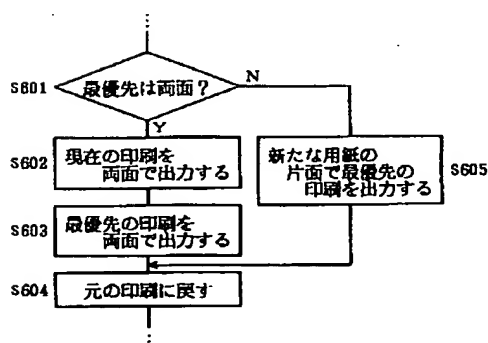 S601
最優先は両面？
N
Y
S602
現在の印刷を
両面で出力する
新たな用紙の
片面で最優先の
印刷を出力する
S605
S603
最優先の印刷を
両面で出力する
S604
元の印刷に戻す